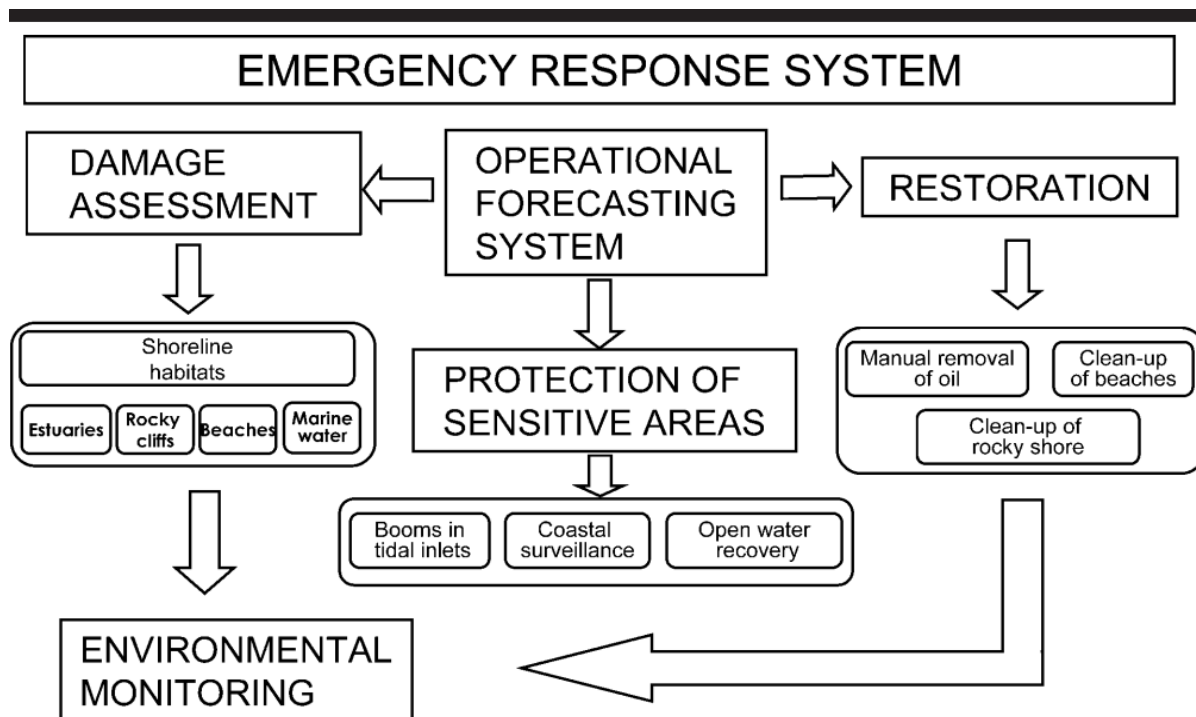 EMERGENCY RESPONSE SYSTEM
DAMAGE
ASSESSMENT
OPERATIONAL
FORECASTING
SYSTEM
RESTORATION
Shoreline
habitats
Estuaries
Rocky
cliffs
Beaches
Marine
water
PROTECTION OF
SENSITIVE AREAS
Manual removal
of oil
Clean-up
of beaches
Clean-up of
rocky shore
Booms in
tidal inlets
Coastal
surveillance
Open water
recovery
ENVIRONMENTAL
MONITORING